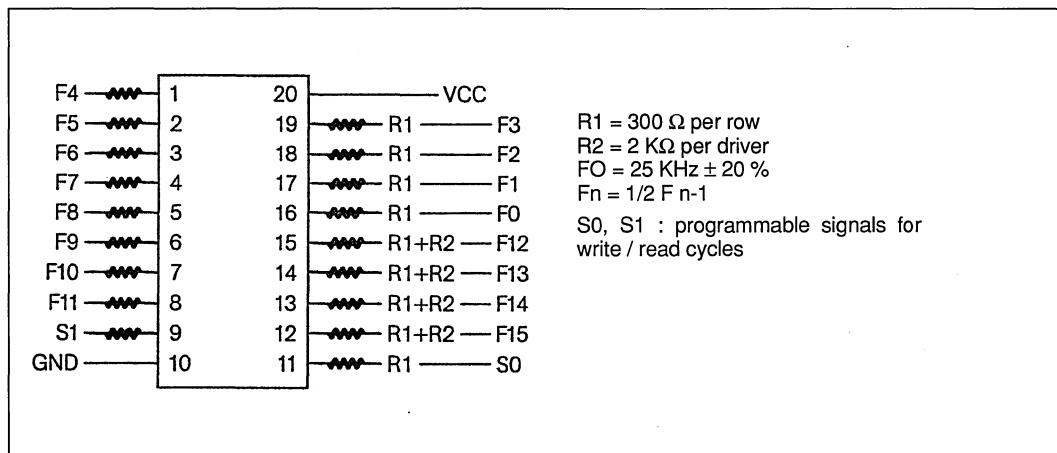 F4 1 20 VCC
F5 2 19 R1 F3
F6 3 18 R1 F2
F7 4 17 R1 F1
F8 5 16 R1 F0
F9 6 15 R1+R2 F12
F10 7 14 R1+R2 F13
F11 8 13 R1+R2 F14
S1 9 12 R1+R2 F15
GND 10 11 R1 S0
R1 = 300 Ω per row
R2 = 2 KΩ per driver
FO = 25 KHz ± 20 %
Fn = 1/2 F n-1
S0, S1 : programmable signals for
write / read cycles